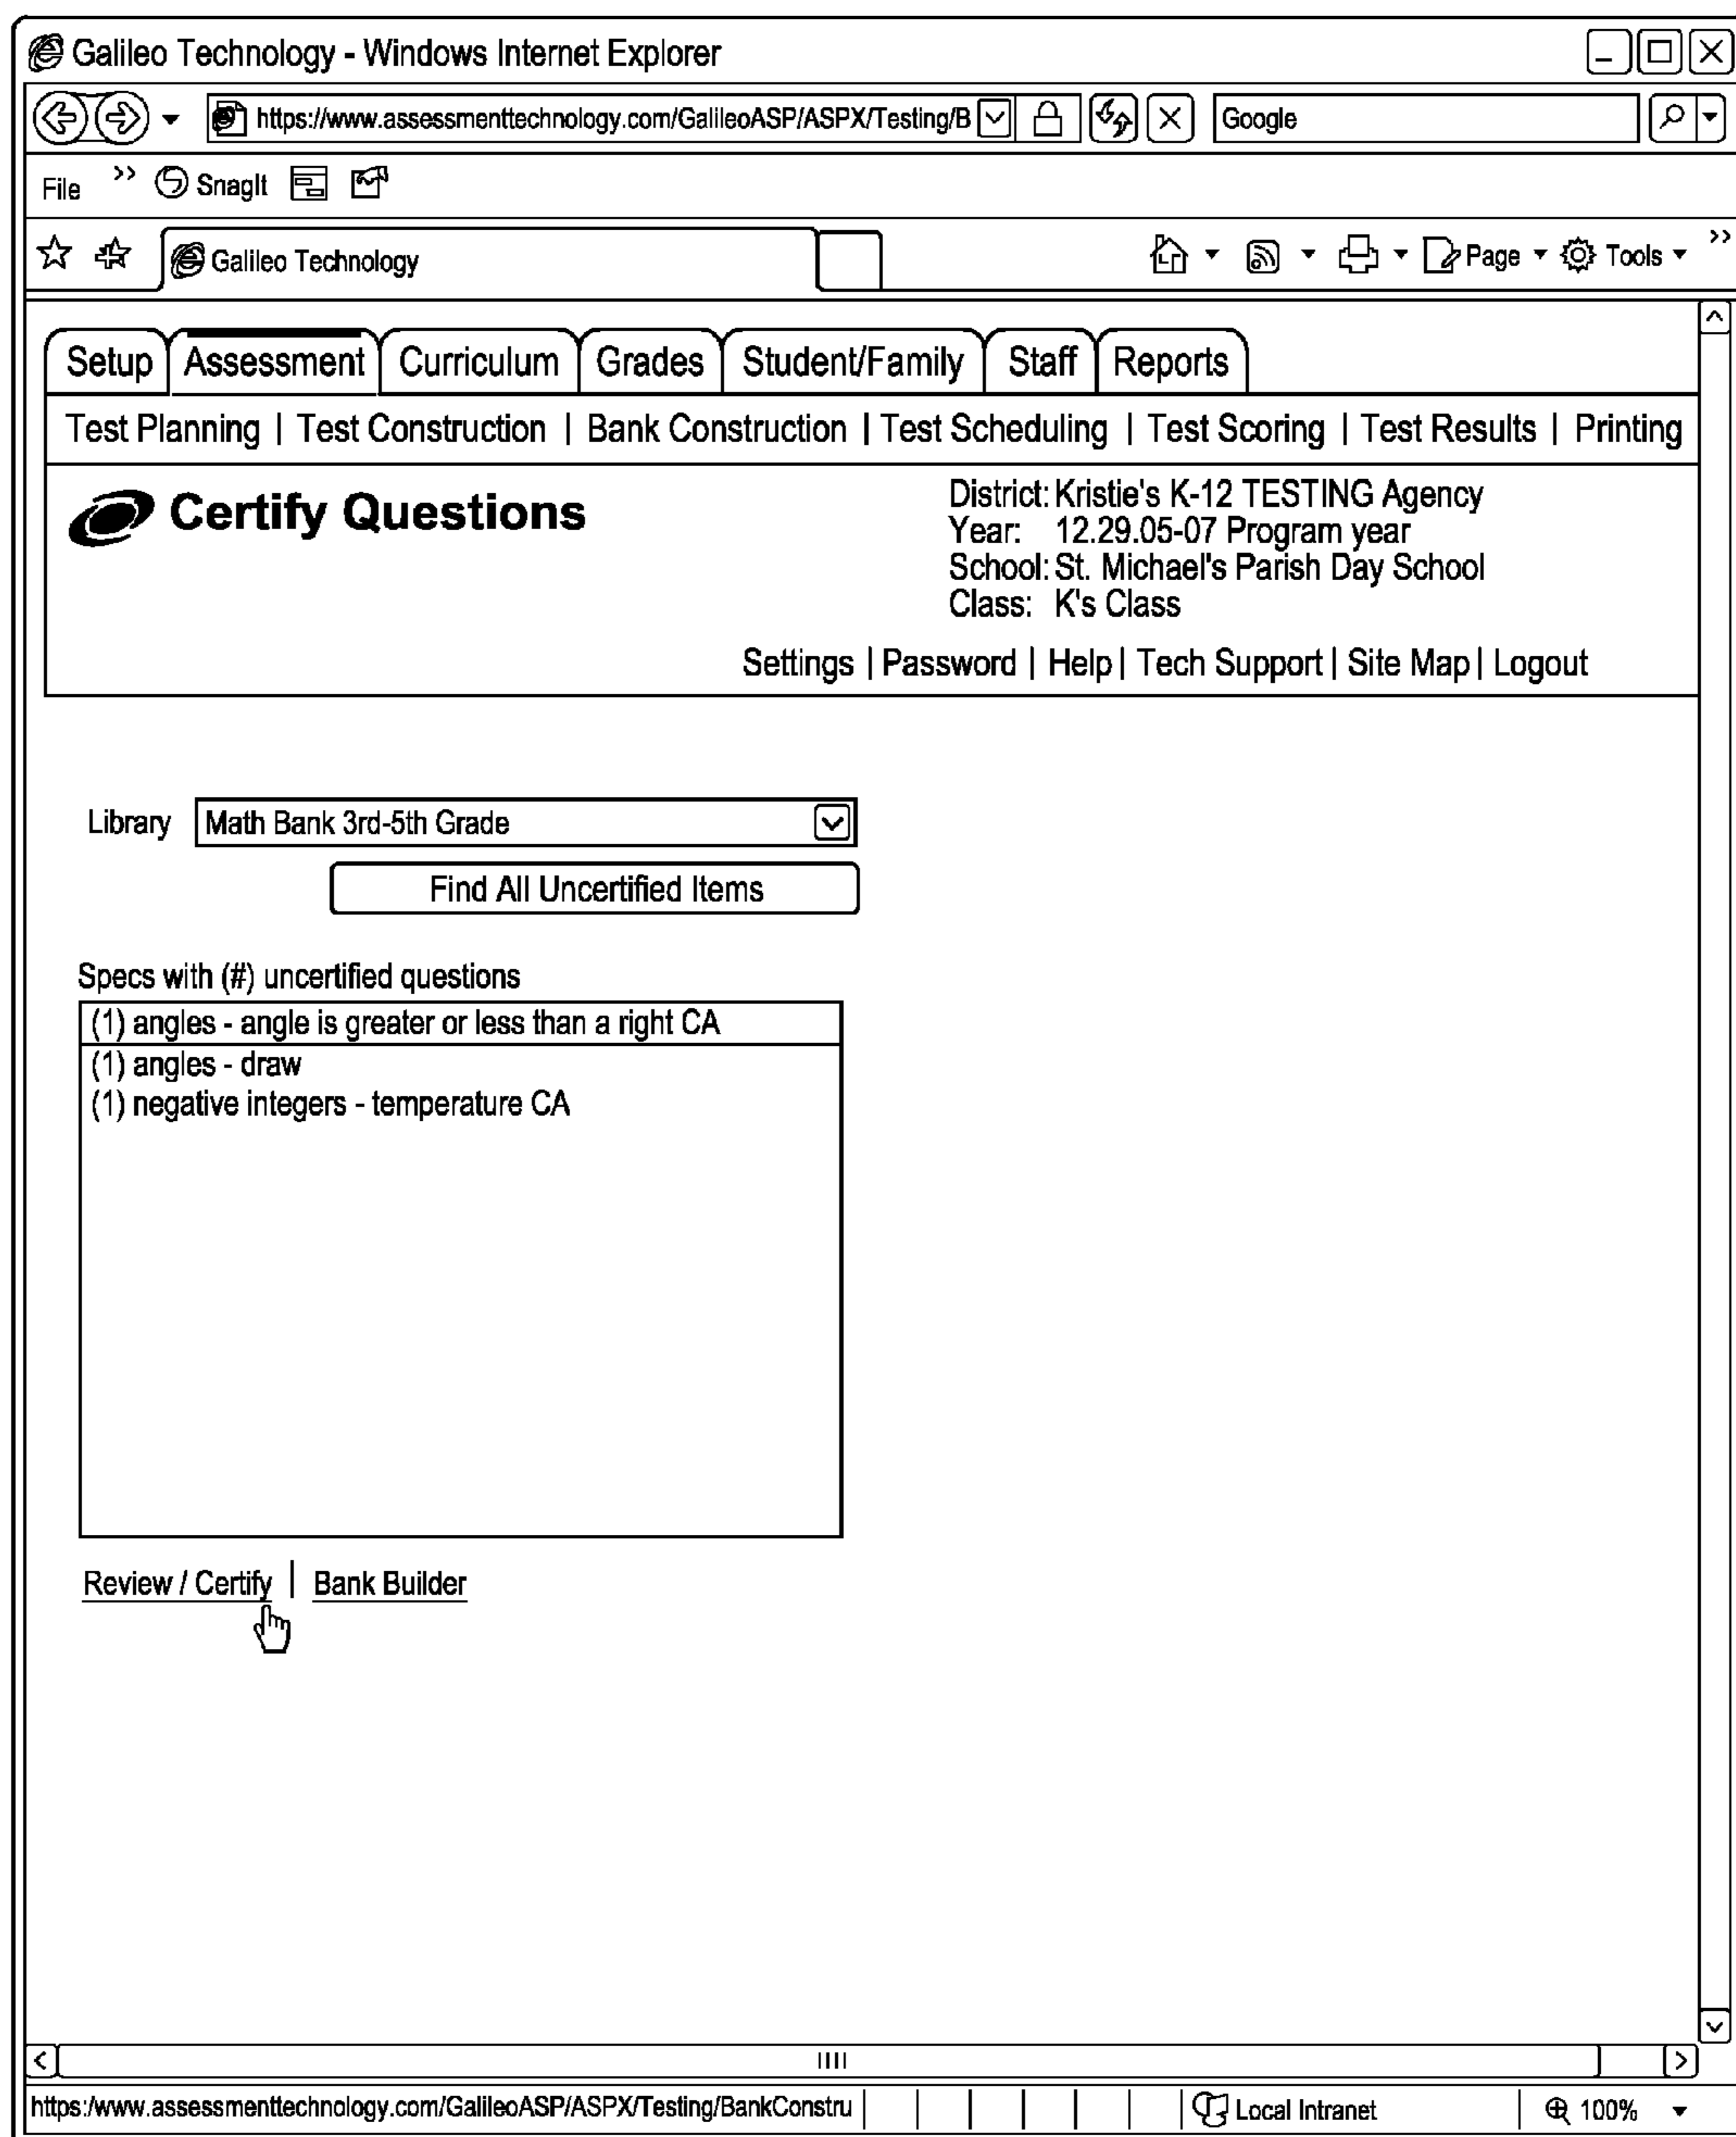 Galileo Technology - Windows Internet Explorer
https://www.assessmenttechnology.com/GalileoASP/ASPX/Testing/B
Google
File >> SnagIt
Galileo Technology
Page Tools >>
Setup Assessment Curriculum Grades Student/Family Staff Reports
Test Planning | Test Construction | Bank Construction | Test Scheduling | Test Scoring | Test Results | Printing
Certify Questions
District: Kristie's K-12 TESTING Agency
Year: 12.29.05-07 Program year
School: St. Michael's Parish Day School
Class: K's Class
Settings | Password | Help | Tech Support | Site Map | Logout
Library Math Bank 3rd-5th Grade
Find All Uncertified Items
Specs with (#) uncertified questions
(1) angles - angle is greater or less than a right CA
(1) angles - draw
(1) negative integers - temperature CA
Review / Certify | Bank Builder
https:/www.assessmenttechnology.com/GalileoASP/ASPX/Testing/BankConstru Local Intranet 100%